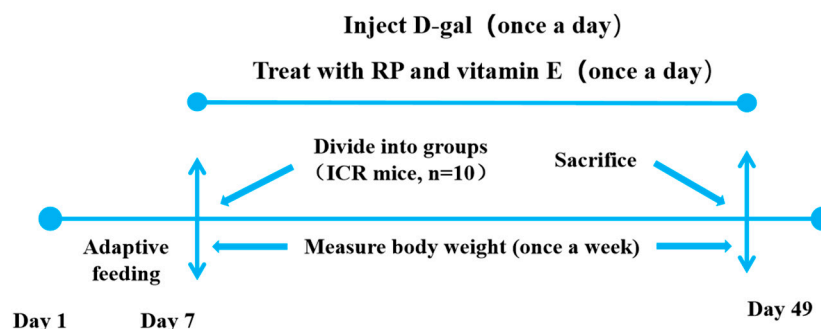 Inject D-gal (once a day)
Treat with RP and vitamin E (once a day)
Divide into groups
(ICR mice, n=10)
Sacrifice
Adaptive
feeding
Measure body weight (once a week)
Day 1
Day 7
Day 49